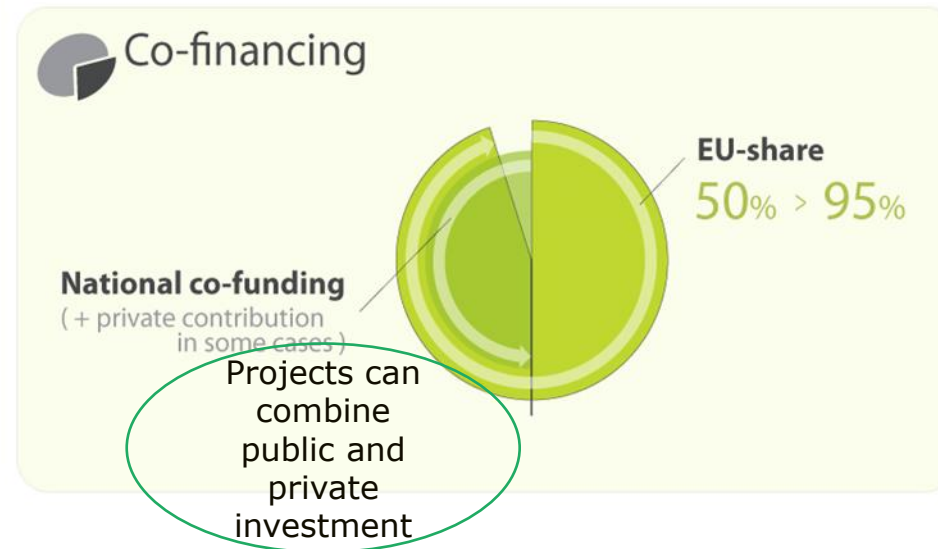 Co-financing
EU-share
50% > 95%
National co-funding
( + private contribution
in some cases )
Projects can
combine
public and
private
investment